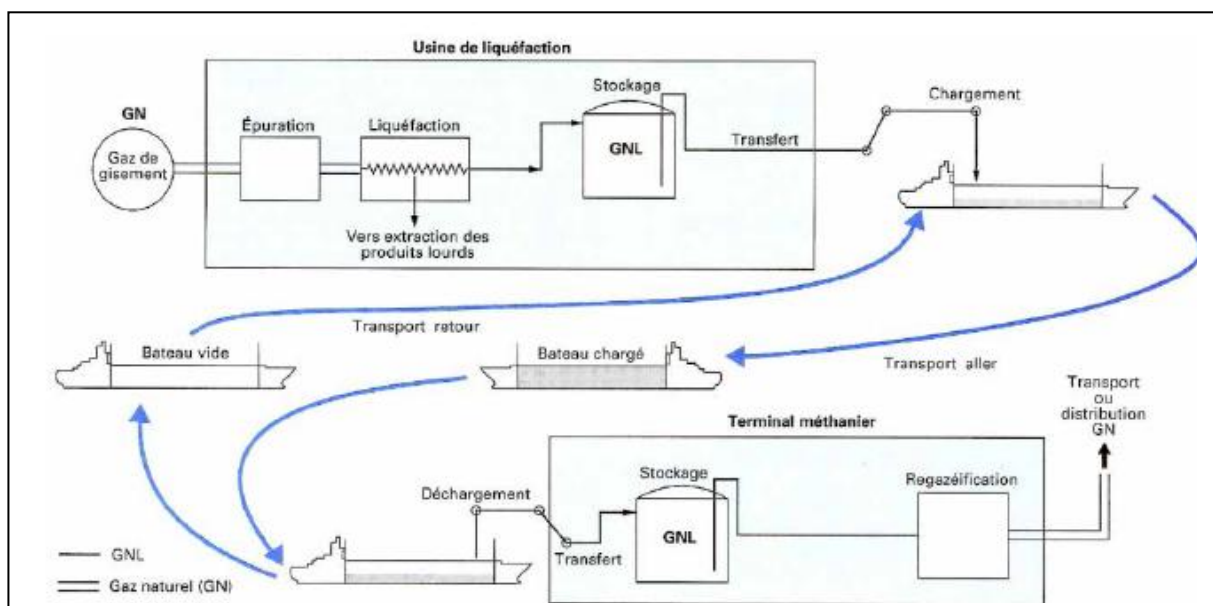 Usine de liquéfaction
Stockage
Chargement
GN
Épuration
Liquéfaction
GNL
Transfert
Gaz de
gisement
Vers extraction des
produits lourds
Transport retour
Bateau vide
Bateau chargé
Transport aller
Transport
ou
distribution
GN
Terminal méthanier
Stockage
Regazéification
Déchargement
GNL
Transfert
GNL
Gaz naturel (GN)